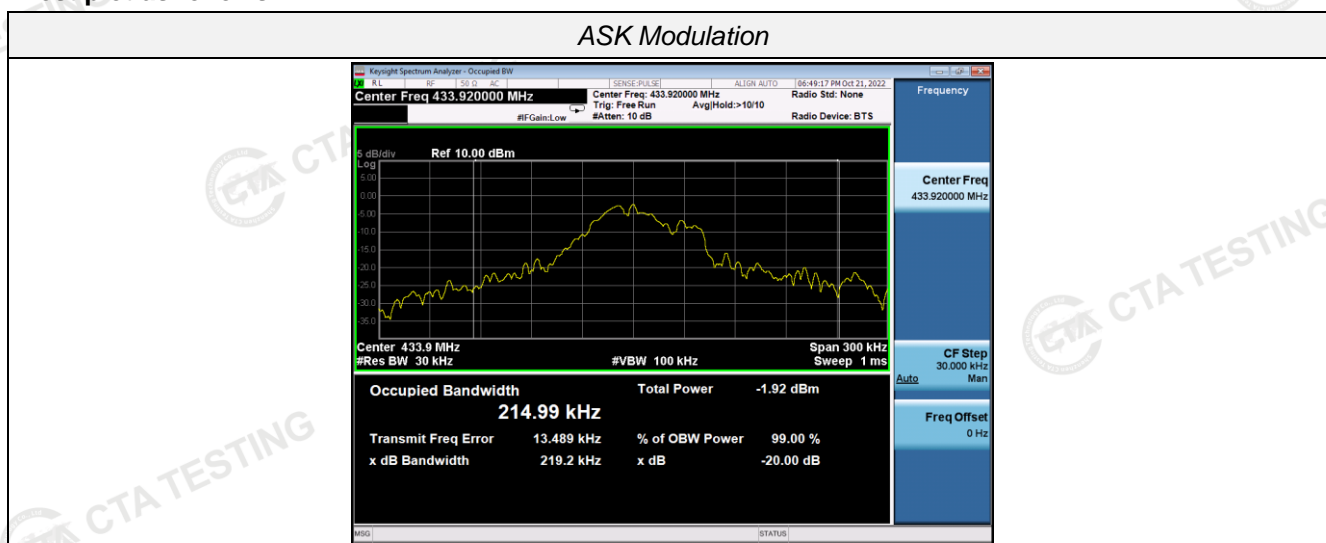 ASK Modulation
Keysight Spectrum Analyzer - Occupied BW
RL RF 50 Ω AC SENSE:PULSE ALIGN AUTO 06:49:17 PM Oct 21, 2022
Center Freq 433.920000 MHz
Center Freq: 433.920000 MHz Radio Std: None
Trig: Free Run Avg|Hold:>10/10
#IFGain:Low #Atten: 10 dB Radio Device: BTS
5 dB/div Ref 10.00 dBm
Log
5.00
0.00
-5.00
-10.0
-15.0
-20.0
-25.0
-30.0
-35.0
Center 433.9 MHz Span 300 kHz
#Res BW 30 kHz #VBW 100 kHz Sweep 1 ms
Occupied Bandwidth Total Power -1.92 dBm
214.99 kHz
Transmit Freq Error 13.489 kHz % of OBW Power 99.00 %
x dB Bandwidth 219.2 kHz x dB -20.00 dB
MSG STATUS
Frequency
Center Freq
433.920000 MHz
CF Step
30.000 kHz
Auto Man
Freq Offset
0 Hz
CTA TESTING
CTA TESTING
CTA